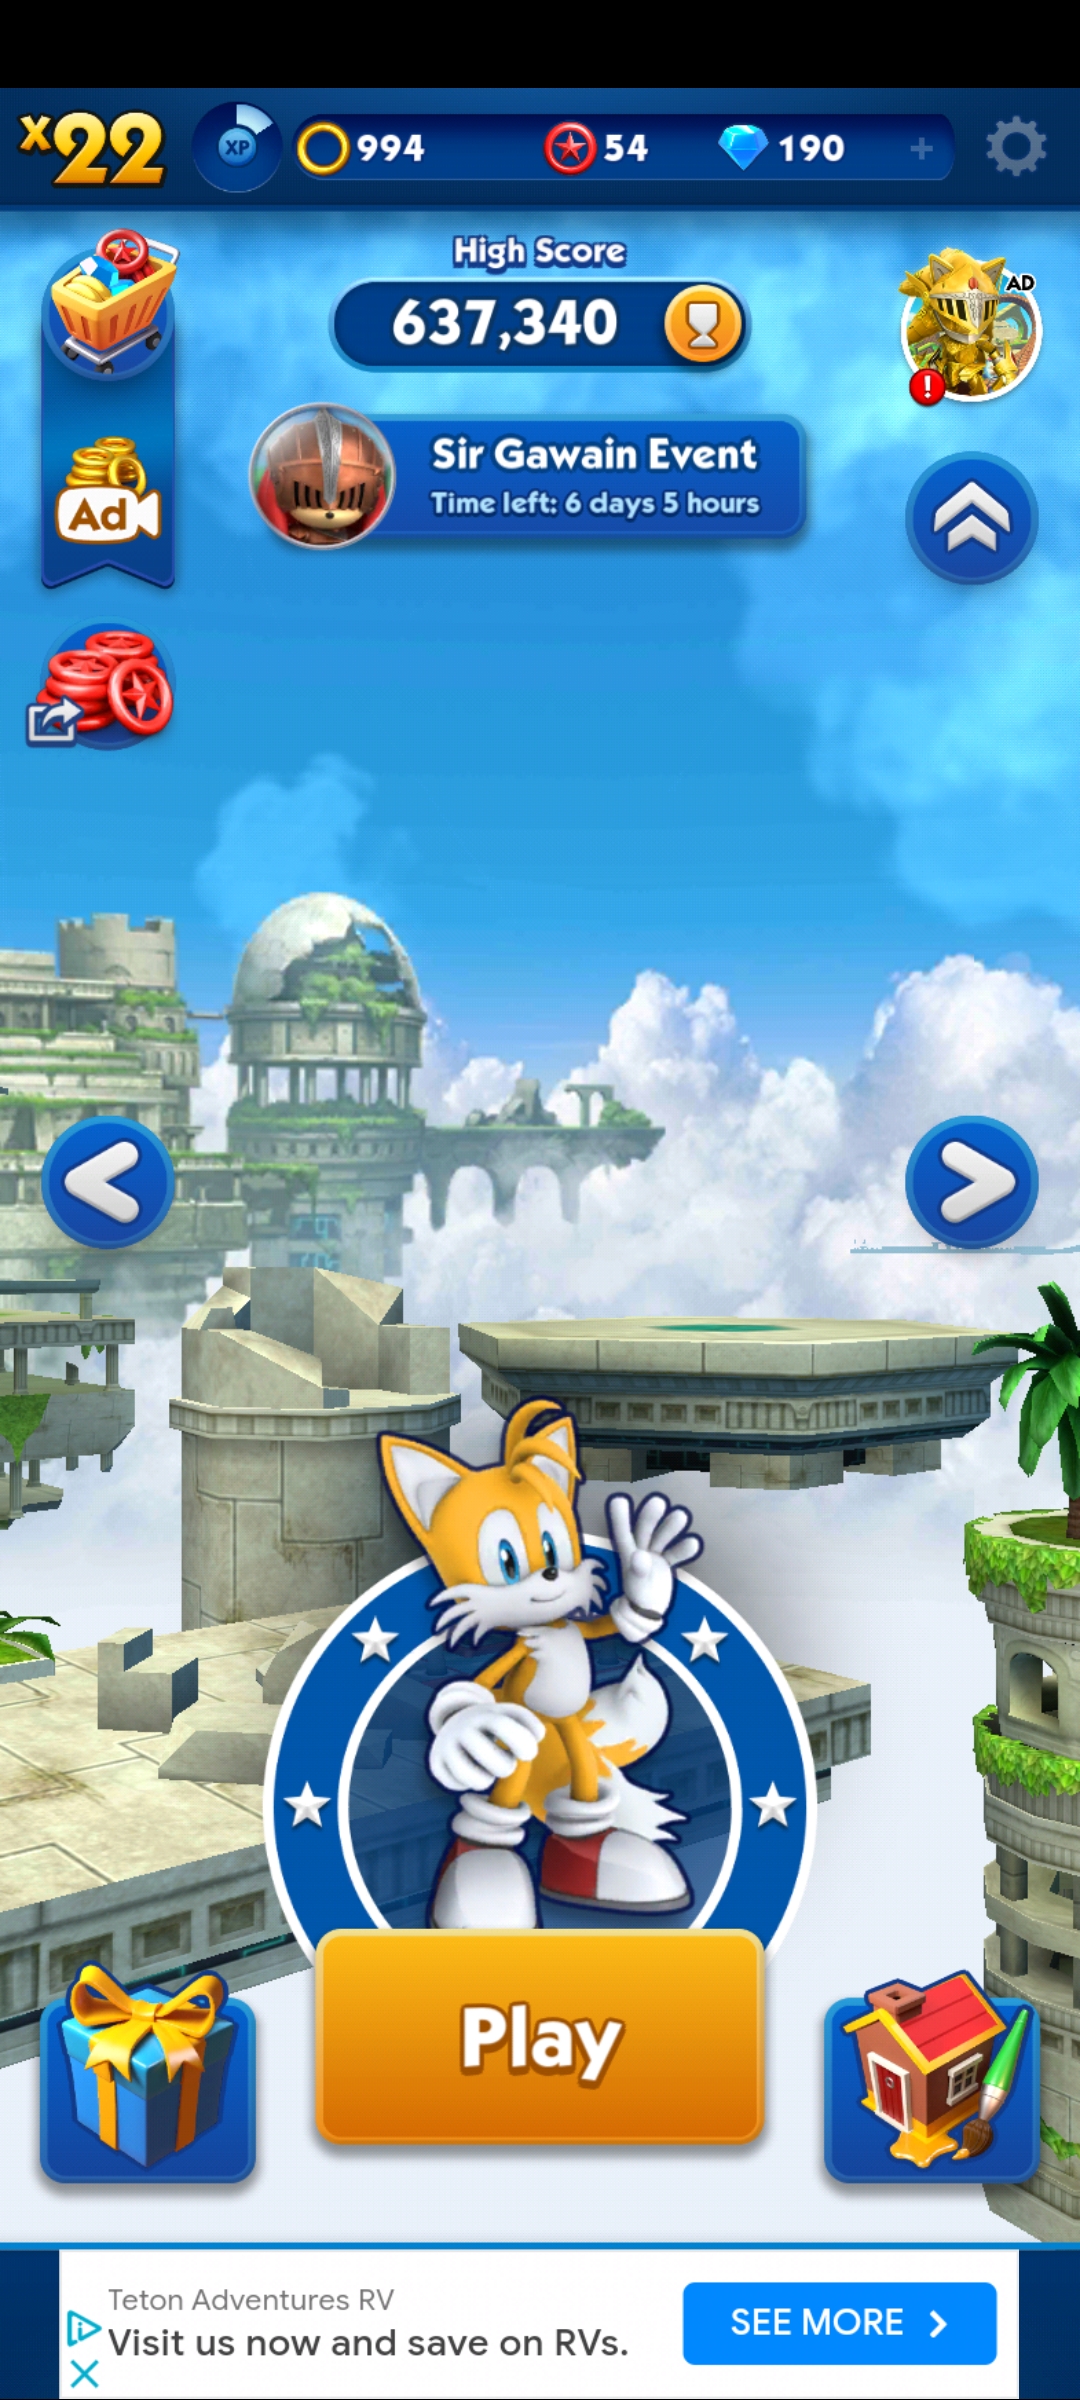 x22
XP
994
54
190
High Score
637,340
AD
!
Sir Gawain Event
Time left: 6 days 5 hours
Ad
Play
Teton Adventures RV
Visit us now and save on RVs.
SEE MORE